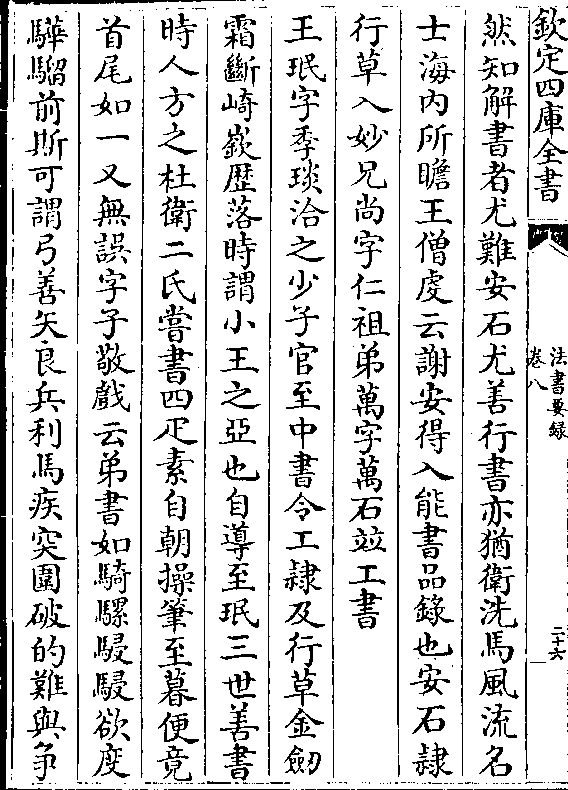 欽定四庫全書
法書要録
卷八
二十六
然知解書者尤難安石尤善行書亦猶衛洗馬風流名
士海内所瞻王僧虔云謝安得入能書品錄也安石隷
行草入妙兄尚字仁祖弟萬字萬石竝工書
王珉字季琰洽之少子官至中書令工隷及行草金劒
霜斷崎嶔歴落時謂小王之亞也自導至珉三世善書
時人方之杜衛二氏嘗書四疋素自朝操筆至暮便竟
首尾如一又無誤字子敬戲云弟書如騎騾駸駸欲度
驊騮前斯可謂弓善矢良兵利馬疾突圍破的難與争